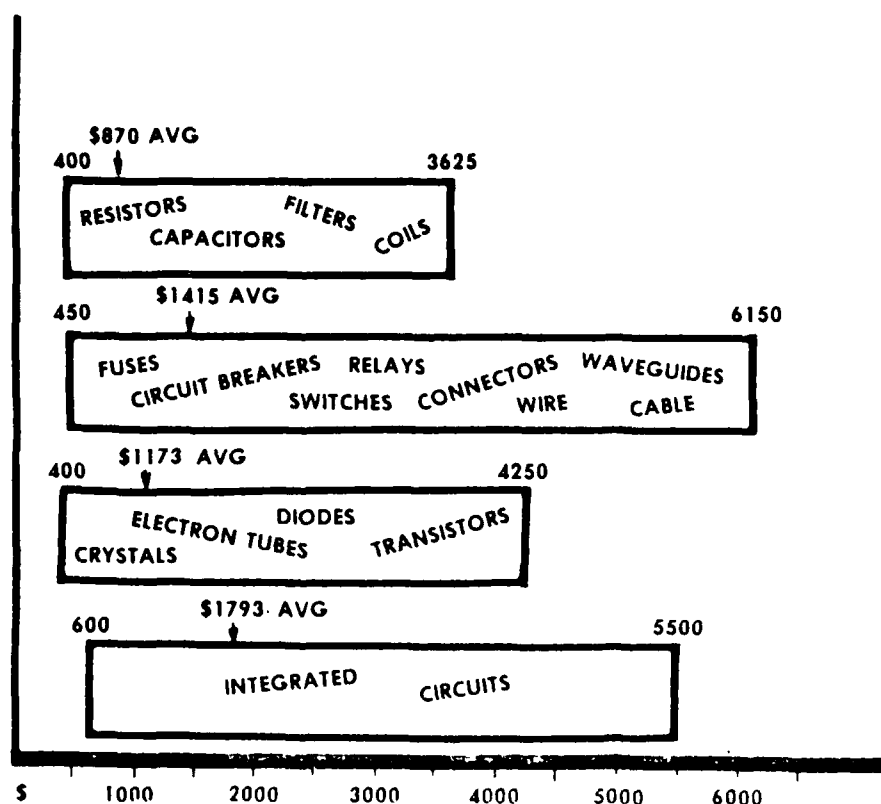 $870 AVG
400 3625
RESISTORS FILTERS
CAPACITORS COILS
$1415 AVG
450 6150
FUSES CIRCUIT BREAKERS RELAYS CONNECTORS WAVEGUIDES
SWITCHES WIRE CABLE
$1173 AVG
400 4250
ELECTRON TUBES DIODES TRANSISTORS
CRYSTALS
$1793 AVG
600 5500
INTEGRATED CIRCUITS
$ 1000 2000 3000 4000 5000 6000